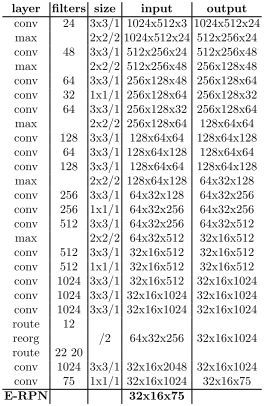 layer filters size input output
conv 24 3x3/1 1024x512x3 1024x512x24
max 2x2/2 1024x512x24 512x256x24
conv 48 3x3/1 512x256x24 512x256x48
max 2x2/2 512x256x48 256x128x48
conv 64 3x3/1 256x128x48 256x128x64
conv 32 1x1/1 256x128x64 256x128x32
conv 64 3x3/1 256x128x32 256x128x64
max 2x2/2 256x128x64 128x64x64
conv 128 3x3/1 128x64x64 128x64x128
conv 64 3x3/1 128x64x128 128x64x64
conv 128 3x3/1 128x64x64 128x64x128
max 2x2/2 128x64x128 64x32x128
conv 256 3x3/1 64x32x128 64x32x256
conv 256 1x1/1 64x32x256 64x32x256
conv 512 3x3/1 64x32x256 64x32x512
max 2x2/2 64x32x512 32x16x512
conv 512 3x3/1 32x16x512 32x16x512
conv 512 1x1/1 32x16x512 32x16x512
conv 1024 3x3/1 32x16x512 32x16x1024
conv 1024 3x3/1 32x16x1024 32x16x1024
conv 1024 3x3/1 32x16x1024 32x16x1024
route 12
reorg /2 64x32x256 32x16x1024
route 22 20
conv 1024 3x3/1 32x16x2048 32x16x1024
conv 75 1x1/1 32x16x1024 32x16x75
E-RPN 32x16x75